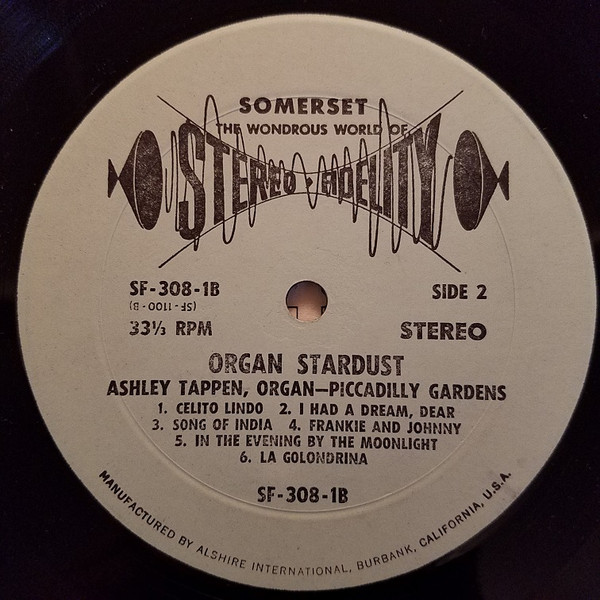 SOMERSET
THE WONDROUS WORLD OF
STEREO • FIDELITY
SF-308-1B
(SF-1100-B)
SIDE 2
33⅓ RPM
STEREO
ORGAN STARDUST
ASHLEY TAPPEN, ORGAN—PICCADILLY GARDENS
1. CELITO LINDO 2. I HAD A DREAM, DEAR
3. SONG OF INDIA 4. FRANKIE AND JOHNNY
5. IN THE EVENING BY THE MOONLIGHT
6. LA GOLONDRINA
SF-308-1B
MANUFACTURED BY ALSHIRE INTERNATIONAL, BURBANK, CALIFORNIA, U.S.A.